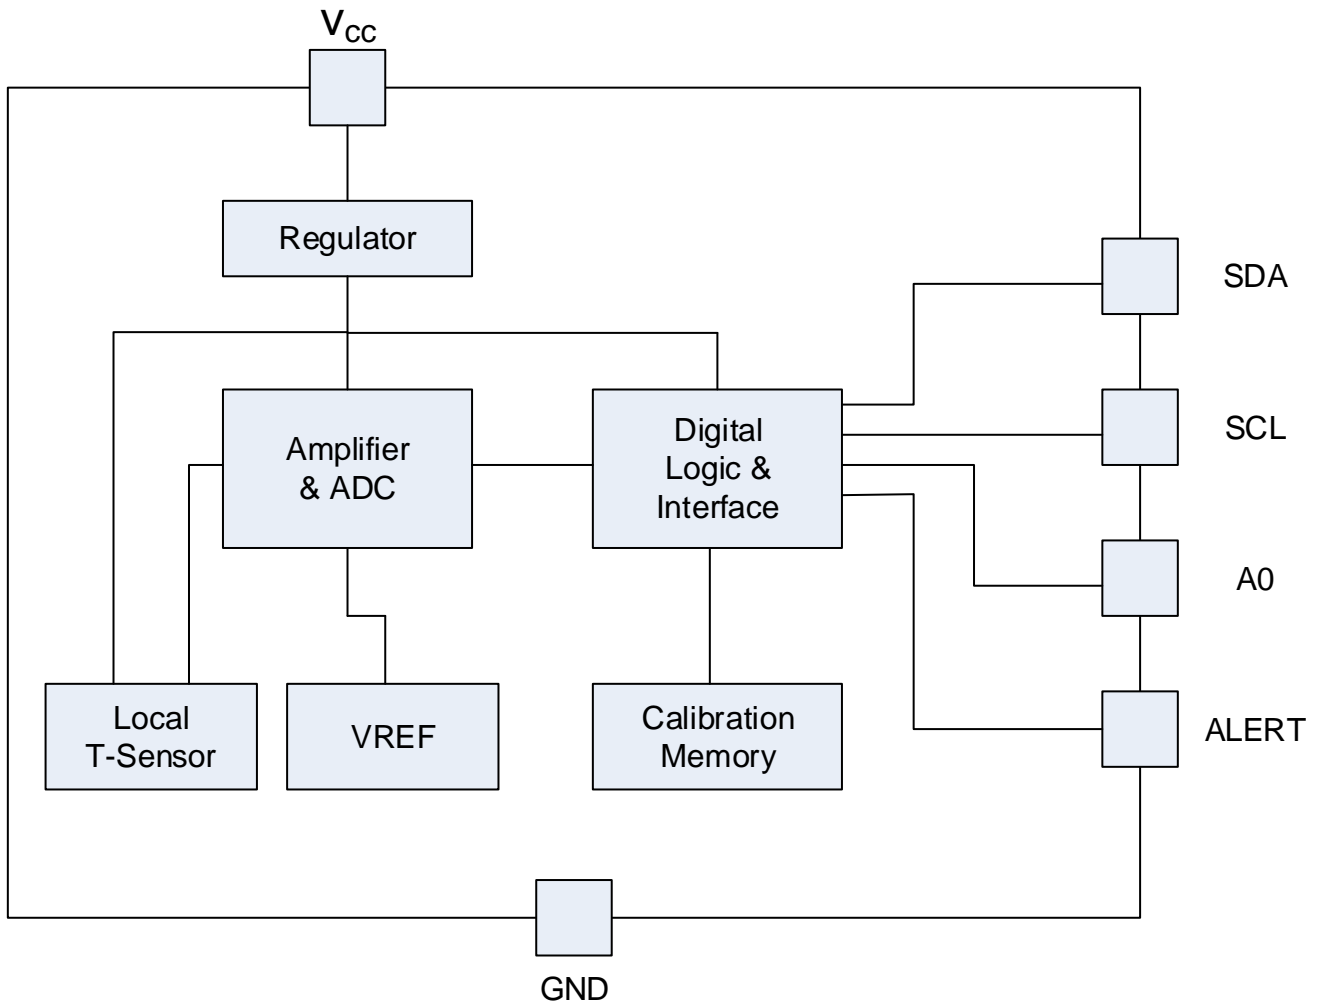 VCC
Regulator
SDA
Amplifier
& ADC
Digital
Logic &
Interface
SCL
A0
Local
T-Sensor
VREF
Calibration
Memory
ALERT
GND